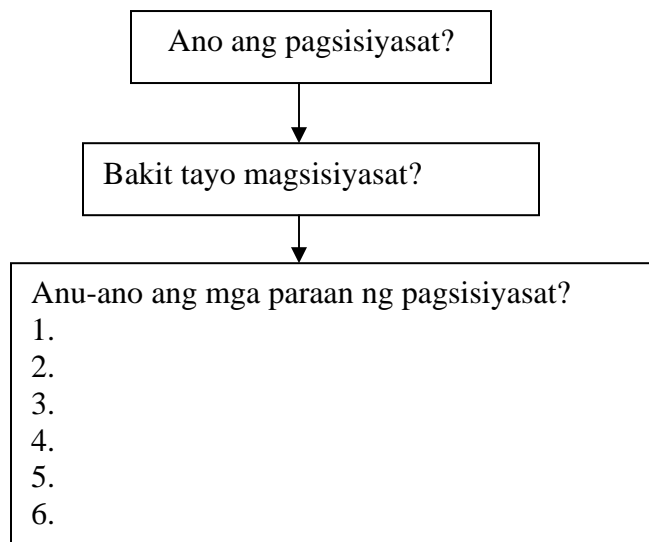 Ano ang pagsisiyasat?
Bakit tayo magsisiyasat?
Anu-ano ang mga paraan ng pagsisiyasat?
1.
2.
3.
4.
5.
6.